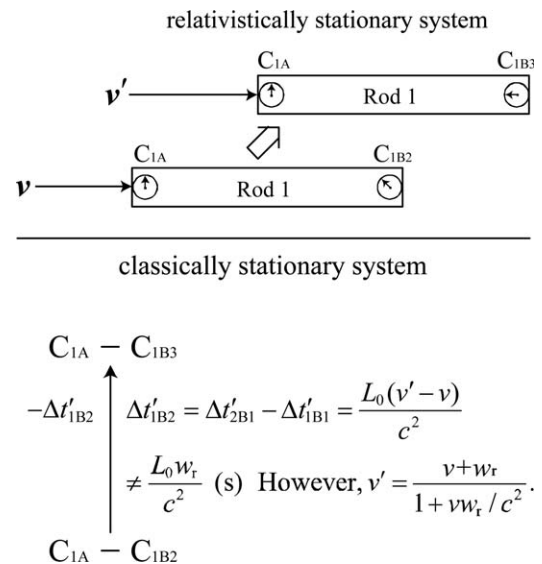 relativistically stationary system
C1A C1B3
v′ Rod 1
C1A C1B2
v Rod 1
classically stationary system
C1A − C1B3
−Δt′1B2 Δt′1B2 = Δt′2B1 − Δt′1B1 = L0(v′ − v) / c²
≠ L0wr / c² (s) However, v′ = v+wr / 1 + vwr / c² .
C1A − C1B2